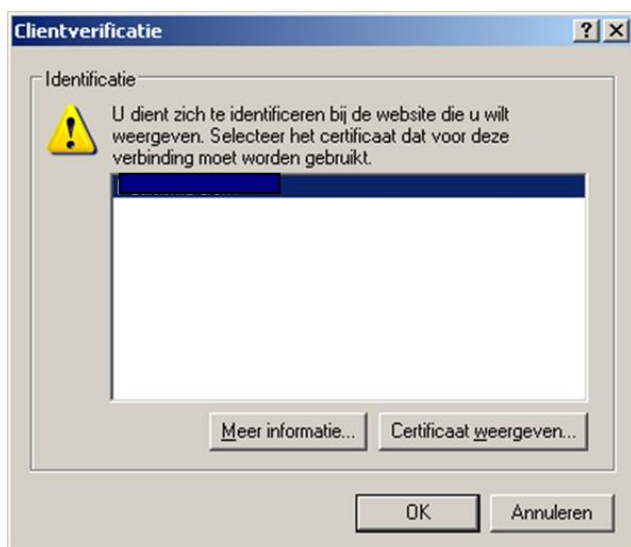 Clientverificatie
Identificatie
U dient zich te identificeren bij de website die u wilt
weergeven. Selecteer het certificaat dat voor deze
verbinding moet worden gebruikt.
Meer informatie...
Certificaat weergeven...
OK
Annuleren